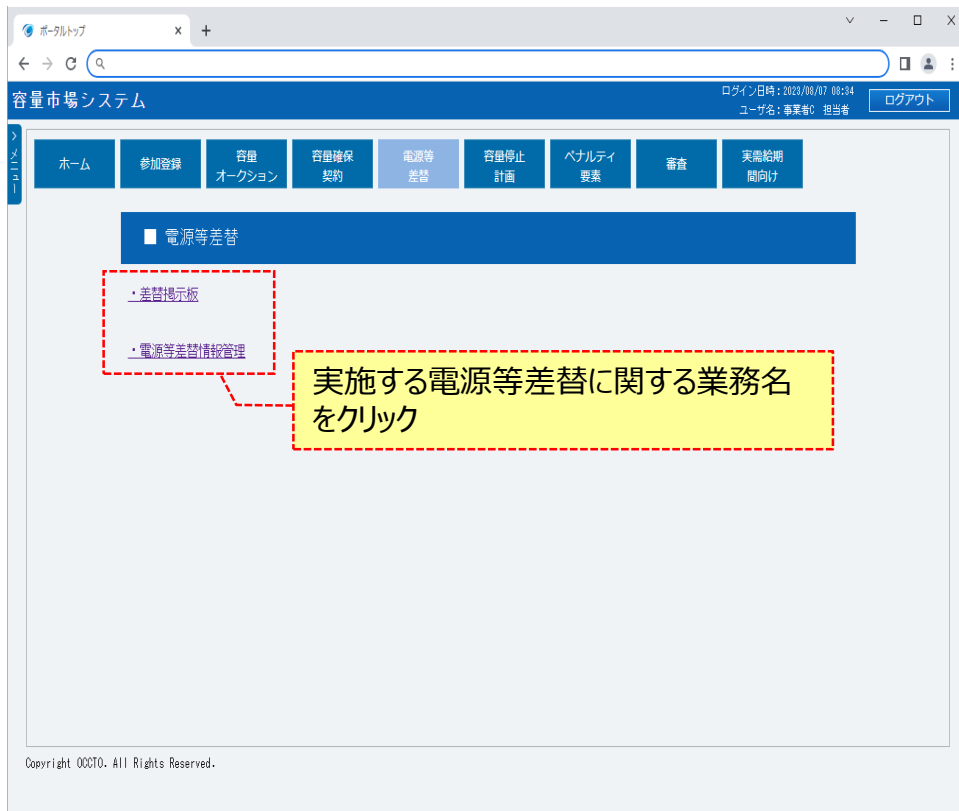 ポータルトップ
容量市場システム
ログイン日時：2023/08/07 08:34
ユーザ名：事業者C 担当者
ログアウト
＞メニュー
ホーム
参加登録
容量
オークション
容量確保
契約
電源等
差替
容量停止
計画
ペナルティ
要素
審査
実需給期
間向け
■ 電源等差替
・差替掲示板
・電源等差替情報管理
実施する電源等差替に関する業務名
をクリック
Copyright OCCTO. All Rights Reserved.